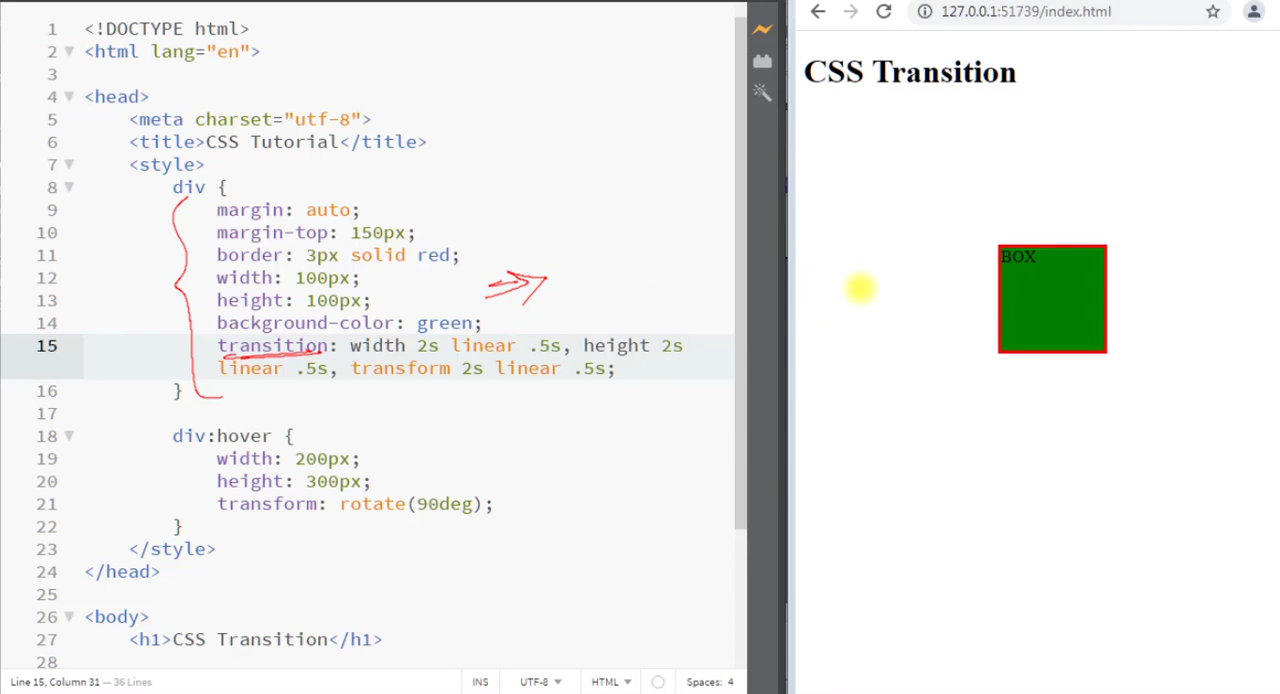 1 <!DOCTYPE html>
2 <html lang="en">
3
4 <head>
5 <meta charset="utf-8">
6 <title>CSS Tutorial</title>
7 <style>
8 div {
9 margin: auto;
10 margin-top: 150px;
11 border: 3px solid red;
12 width: 100px;
13 height: 100px;
14 background-color: green;
15 transition: width 2s linear .5s, height 2s
linear .5s, transform 2s linear .5s;
16 }
17
18 div:hover {
19 width: 200px;
20 height: 300px;
21 transform: rotate(90deg);
22 }
23 </style>
24 </head>
25
26 <body>
27 <h1>CSS Transition</h1>
28
Line 15, Column 31 — 36 Lines
INS
UTF-8
HTML
Spaces: 4
127.0.0.1:51739/index.html
CSS Transition
BOX